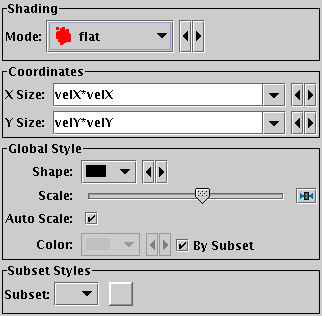 Shading
Mode: flat
Coordinates
X Size: velX*velX
Y Size: velY*velY
Global Style
Shape:
Scale:
Auto Scale:
Color: By Subset
Subset Styles
Subset: